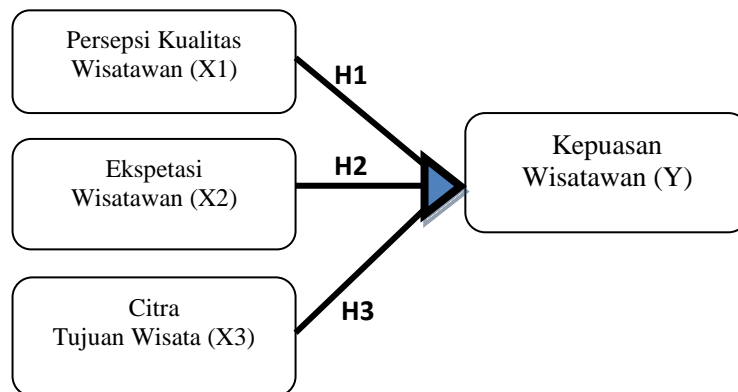 Persepsi Kualitas
Wisatawan (X1)
H1
Ekspetasi
Wisatawan (X2)
H2
Kepuasan
Wisatawan (Y)
Citra
Tujuan Wisata (X3)
H3